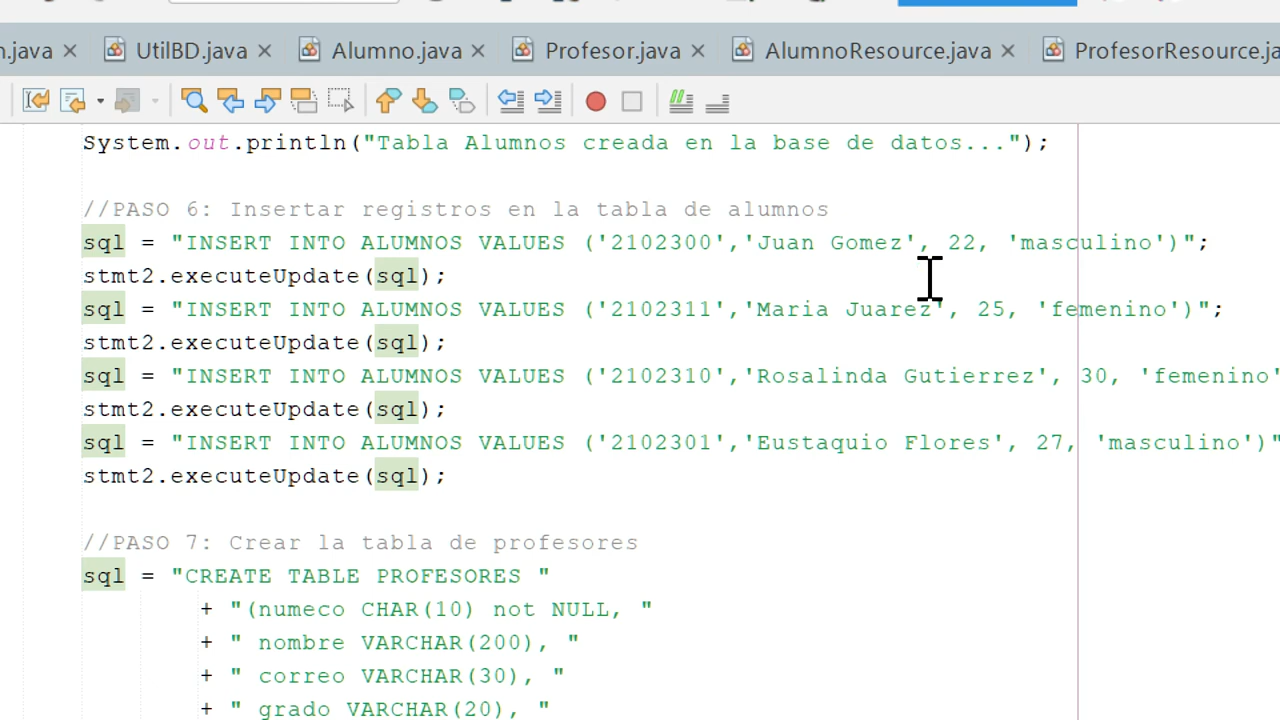 n.java × UtilBD.java × Alumno.java × Profesor.java × AlumnoResource.java × ProfesorResource.ja
System.out.println("Tabla Alumnos creada en la base de datos...");
//PASO 6: Insertar registros en la tabla de alumnos
sql = "INSERT INTO ALUMNOS VALUES ('2102300','Juan Gomez', 22, 'masculino')";
stmt2.executeUpdate(sql);
sql = "INSERT INTO ALUMNOS VALUES ('2102311','Maria Juarez', 25, 'femenino')";
stmt2.executeUpdate(sql);
sql = "INSERT INTO ALUMNOS VALUES ('2102310','Rosalinda Gutierrez', 30, 'femenino'
stmt2.executeUpdate(sql);
sql = "INSERT INTO ALUMNOS VALUES ('2102301','Eustaquio Flores', 27, 'masculino')"
stmt2.executeUpdate(sql);
//PASO 7: Crear la tabla de profesores
sql = "CREATE TABLE PROFESORES "
+ "(numeco CHAR(10) not NULL, "
+ " nombre VARCHAR(200), "
+ " correo VARCHAR(30), "
+ " grado VARCHAR(20), "